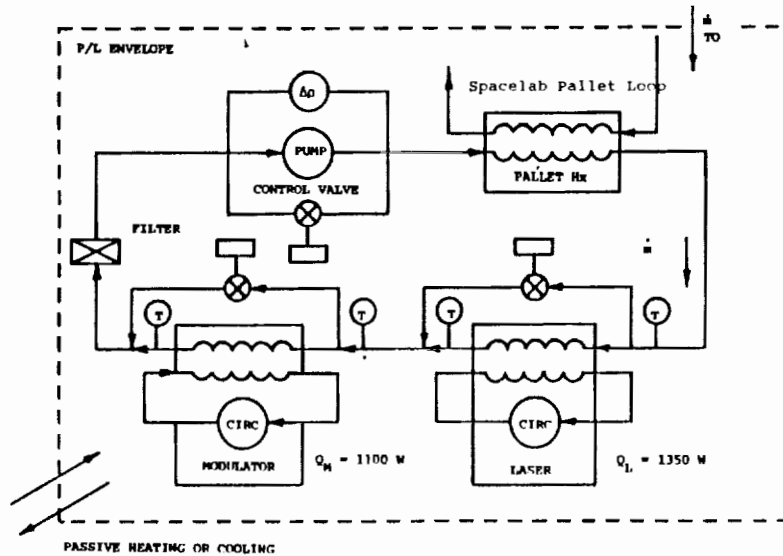 ṁ
TO
P/L ENVELOPE
Δρ
Spacelab Pallet Loop
PUMP
PALLET Hx
CONTROL VALVE
FILTER
ṁ
T
T
T
T
CIRC
CIRC
MODULATOR
Q_M = 1100 W
LASER
Q_L = 1350 W
PASSIVE HEATING OR COOLING